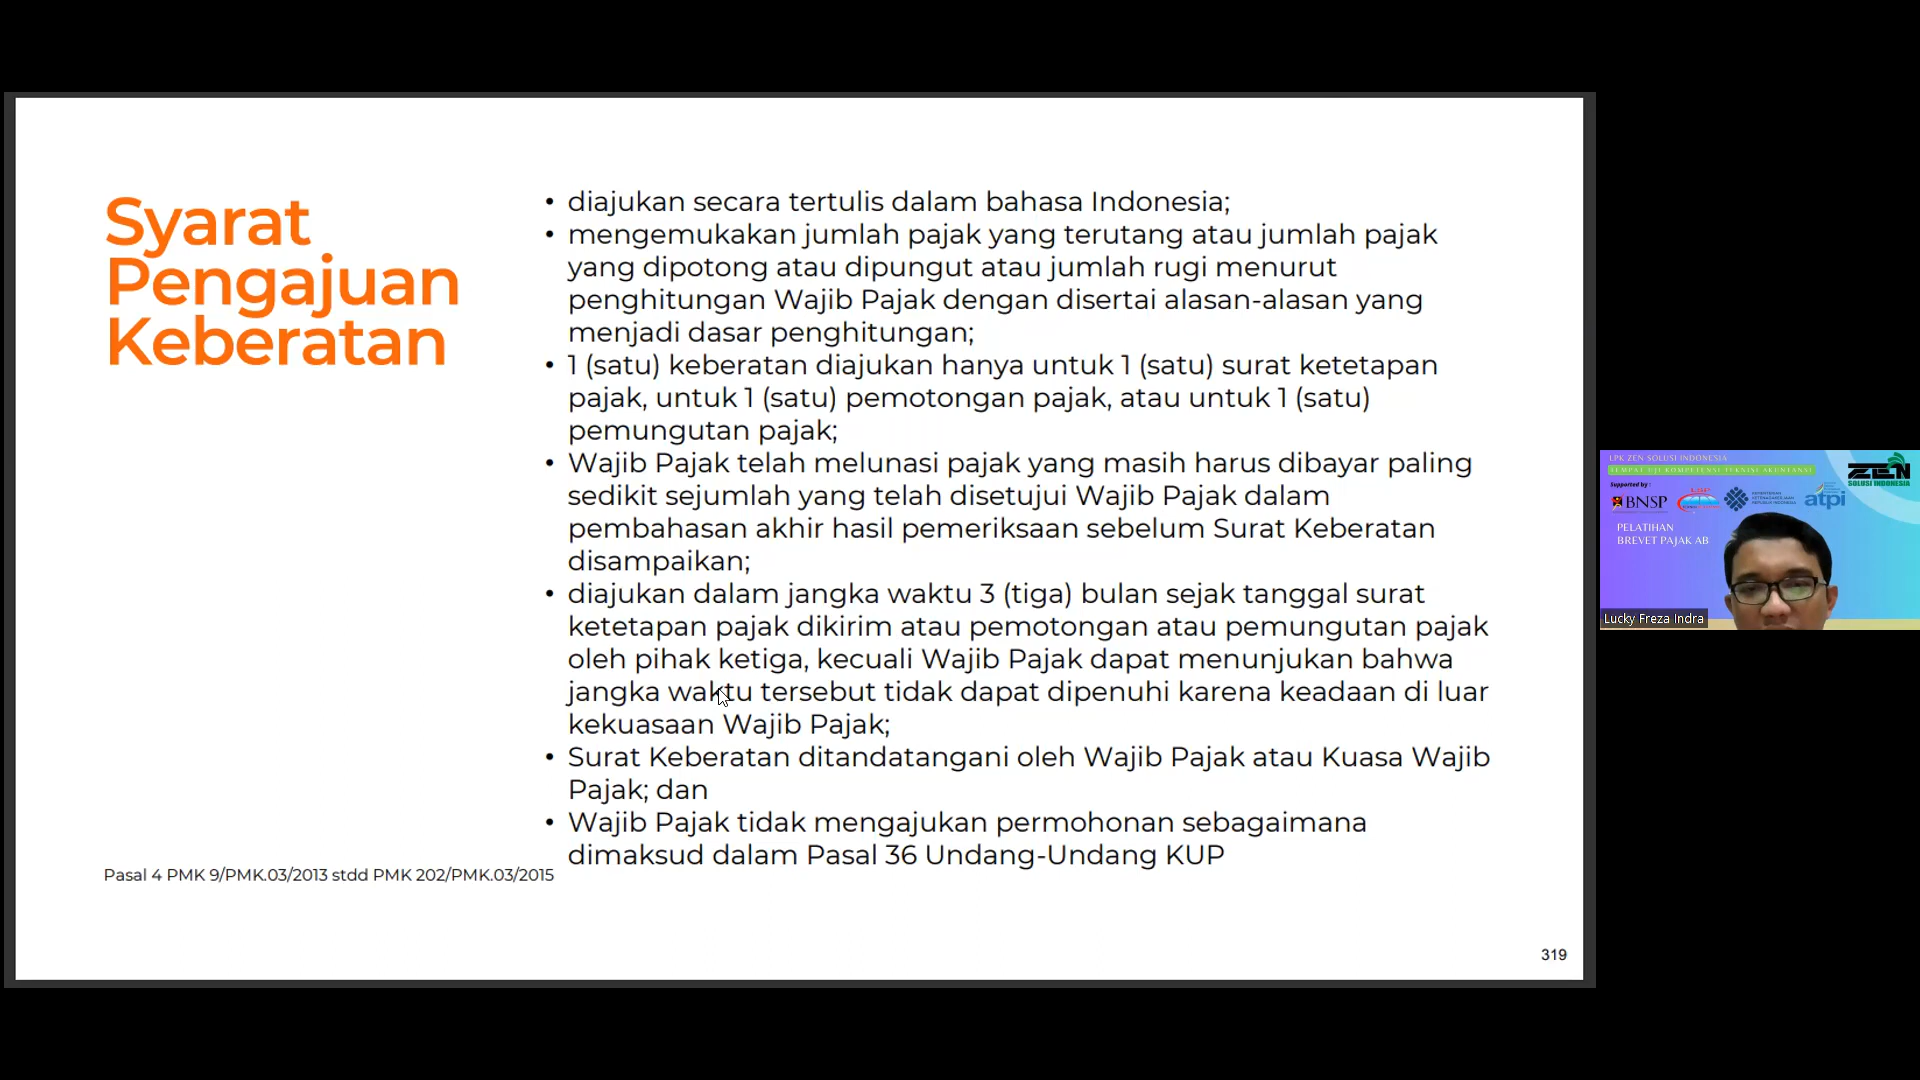 Syarat
Pengajuan
Keberatan
• diajukan secara tertulis dalam bahasa Indonesia;
• mengemukakan jumlah pajak yang terutang atau jumlah pajak
yang dipotong atau dipungut atau jumlah rugi menurut
penghitungan Wajib Pajak dengan disertai alasan-alasan yang
menjadi dasar penghitungan;
• 1 (satu) keberatan diajukan hanya untuk 1 (satu) surat ketetapan
pajak, untuk 1 (satu) pemotongan pajak, atau untuk 1 (satu)
pemungutan pajak;
• Wajib Pajak telah melunasi pajak yang masih harus dibayar paling
sedikit sejumlah yang telah disetujui Wajib Pajak dalam
pembahasan akhir hasil pemeriksaan sebelum Surat Keberatan
disampaikan;
• diajukan dalam jangka waktu 3 (tiga) bulan sejak tanggal surat
ketetapan pajak dikirim atau pemotongan atau pemungutan pajak
oleh pihak ketiga, kecuali Wajib Pajak dapat menunjukan bahwa
jangka waktu tersebut tidak dapat dipenuhi karena keadaan di luar
kekuasaan Wajib Pajak;
• Surat Keberatan ditandatangani oleh Wajib Pajak atau Kuasa Wajib
Pajak; dan
• Wajib Pajak tidak mengajukan permohonan sebagaimana
dimaksud dalam Pasal 36 Undang-Undang KUP
Pasal 4 PMK 9/PMK.03/2013 stdd PMK 202/PMK.03/2015
319
LPK ZEN SOLUSI INDONESIA
TEMPAT UJI KOMPETENSI TEKNISI AKUNTANSI
ZEN
SOLUSI INDONESIA
Supported by :
BNSP
atpi
PELATIHAN
BREVET PAJAK AB
Lucky Freza Indra